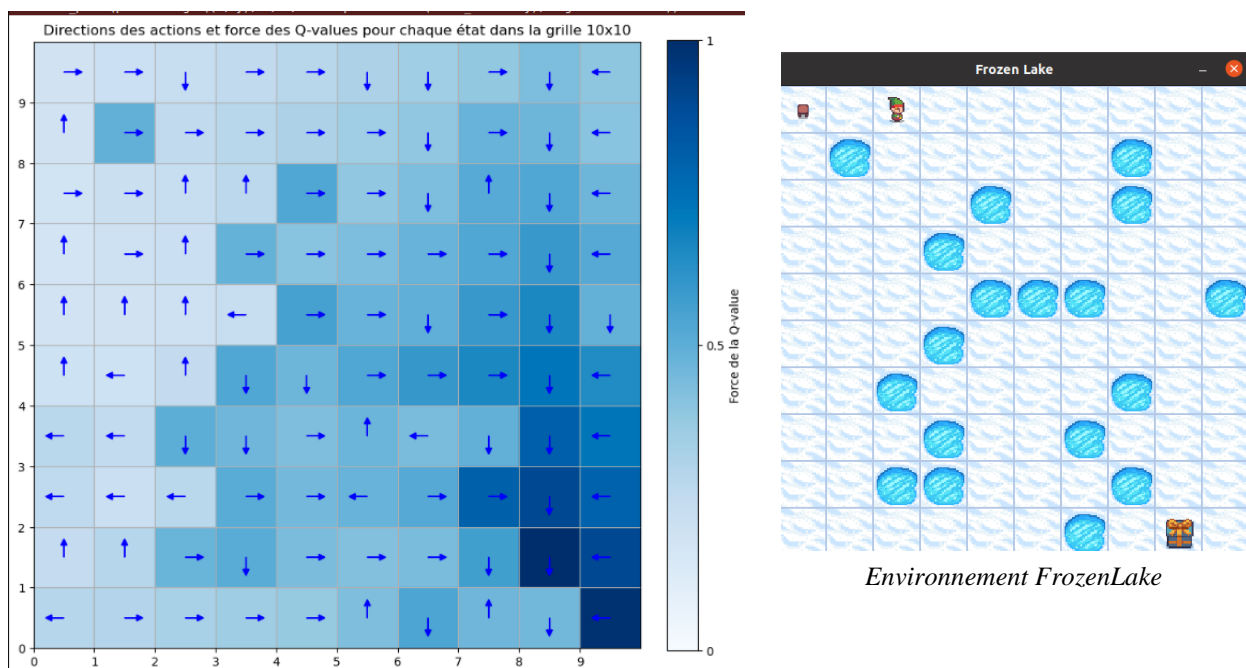 Directions des actions et force des Q-values pour chaque état dans la grille 10x10
9
8
7
6
5
4
3
2
1
0
0 1 2 3 4 5 6 7 8 9
1
0.5
0
Force de la Q-value
Frozen Lake
Environnement FrozenLake